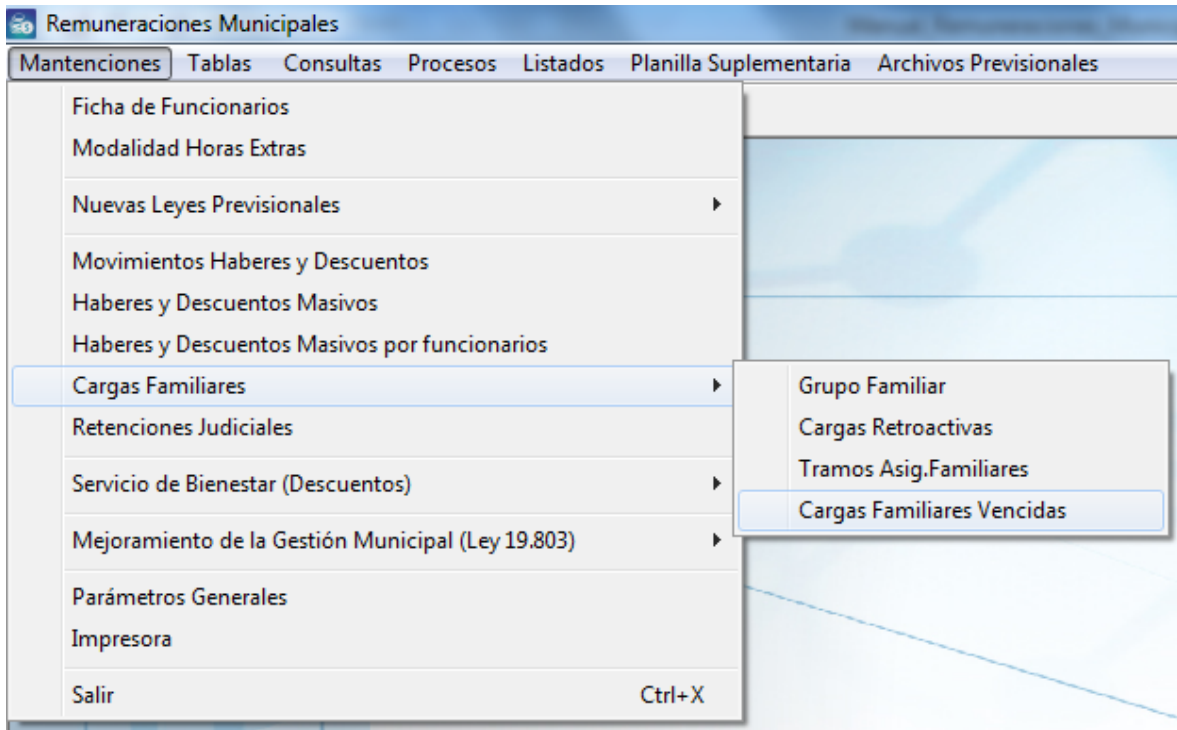 Remuneraciones Municipales
Mantenciones Tablas Consultas Procesos Listados Planilla Suplementaria Archivos Previsionales
Ficha de Funcionarios
Modalidad Horas Extras
Nuevas Leyes Previsionales
Movimientos Haberes y Descuentos
Haberes y Descuentos Masivos
Haberes y Descuentos Masivos por funcionarios
Cargas Familiares
Retenciones Judiciales
Servicio de Bienestar (Descuentos)
Mejoramiento de la Gestión Municipal (Ley 19.803)
Parámetros Generales
Impresora
Salir Ctrl+X
Grupo Familiar
Cargas Retroactivas
Tramos Asig.Familiares
Cargas Familiares Vencidas